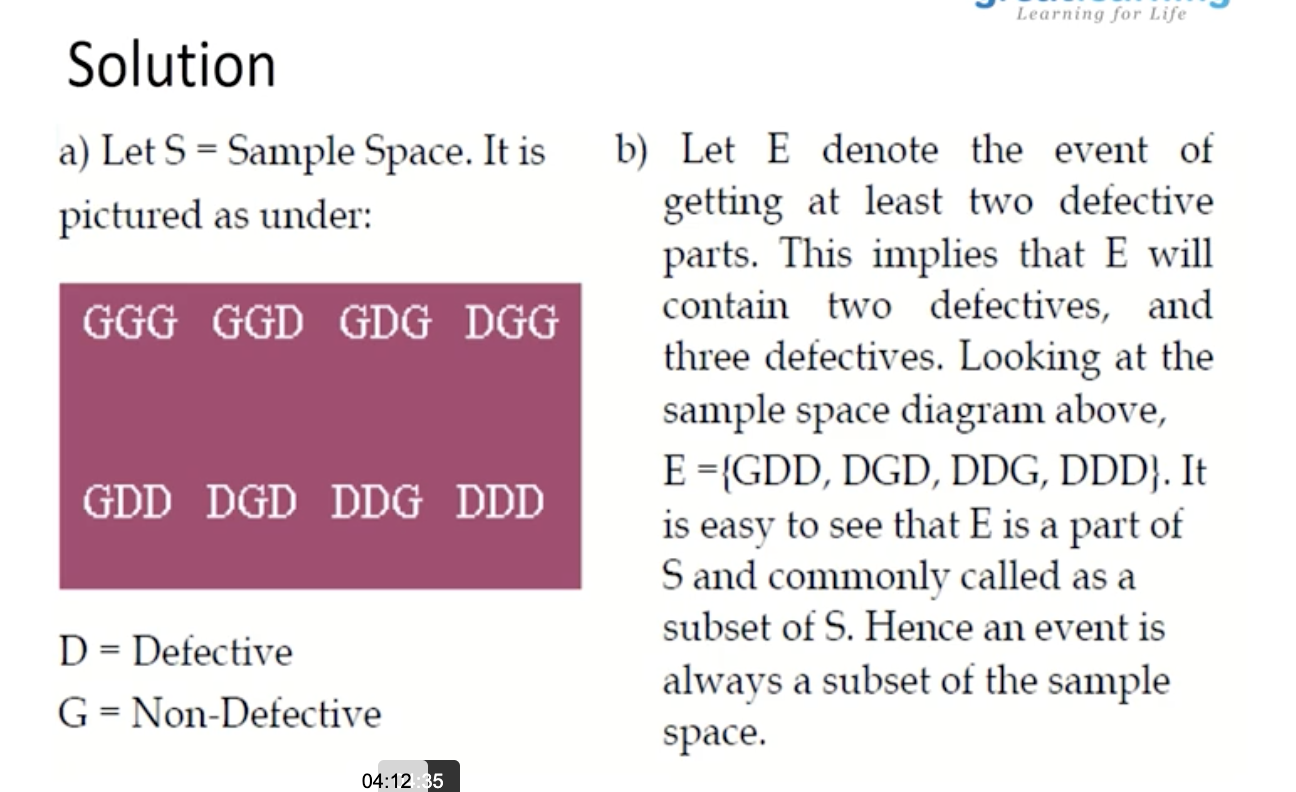 Learning for Life
Solution
a) Let S = Sample Space. It is
pictured as under:
GGG GGD GDG DGG
GDD DGD DDG DDD
D = Defective
G = Non-Defective
b) Let E denote the event of
getting at least two defective
parts. This implies that E will
contain two defectives, and
three defectives. Looking at the
sample space diagram above,
E ={GDD, DGD, DDG, DDD}. It
is easy to see that E is a part of
S and commonly called as a
subset of S. Hence an event is
always a subset of the sample
space.
04:12
:35